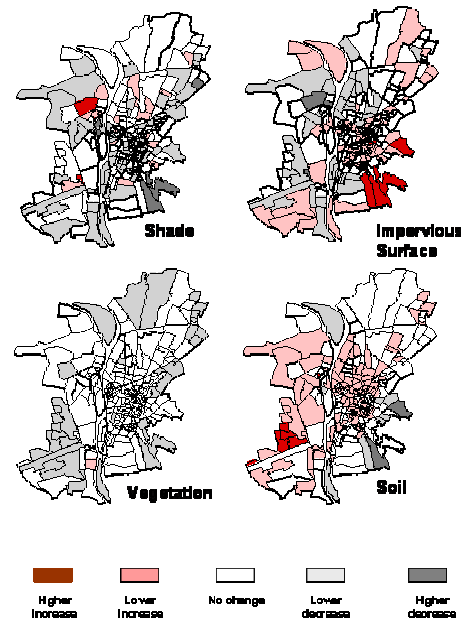 Shade
Impervious
Surface
Vegetation
Soil
Higher
Increase
Lower
Increase
No change
Lower
decrease
Higher
decrease